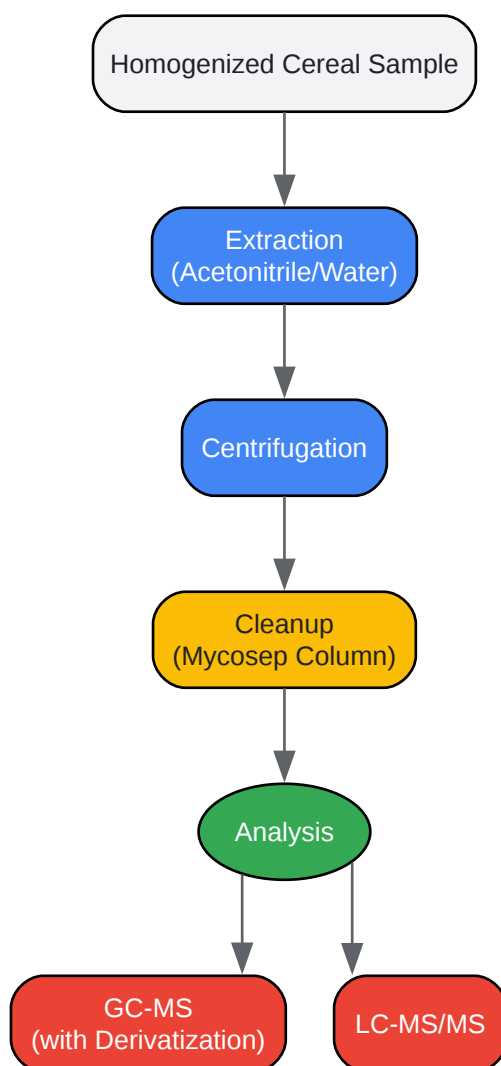 Homogenized Cereal Sample
Extraction
(Acetonitrile/Water)
Centrifugation
Cleanup
(Mycosep Column)
Analysis
GC-MS
(with Derivatization)
LC-MS/MS